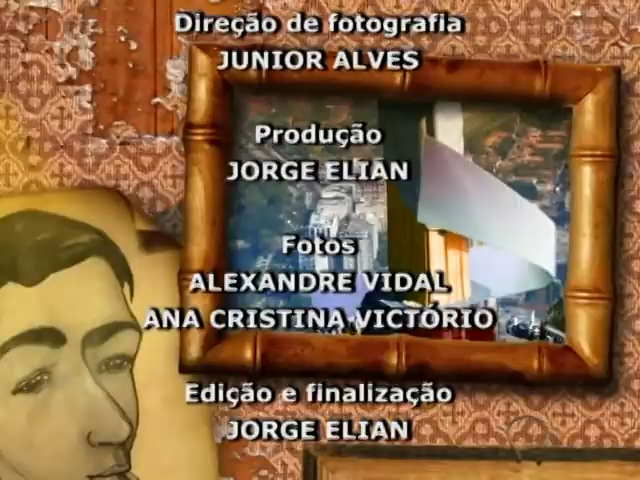 Direção de fotografia
JUNIOR ALVES
Produção
JORGE ELIAN
Fotos
ALEXANDRE VIDAL
ANA CRISTINA VICTÓRIO
Edição e finalização
JORGE ELIAN